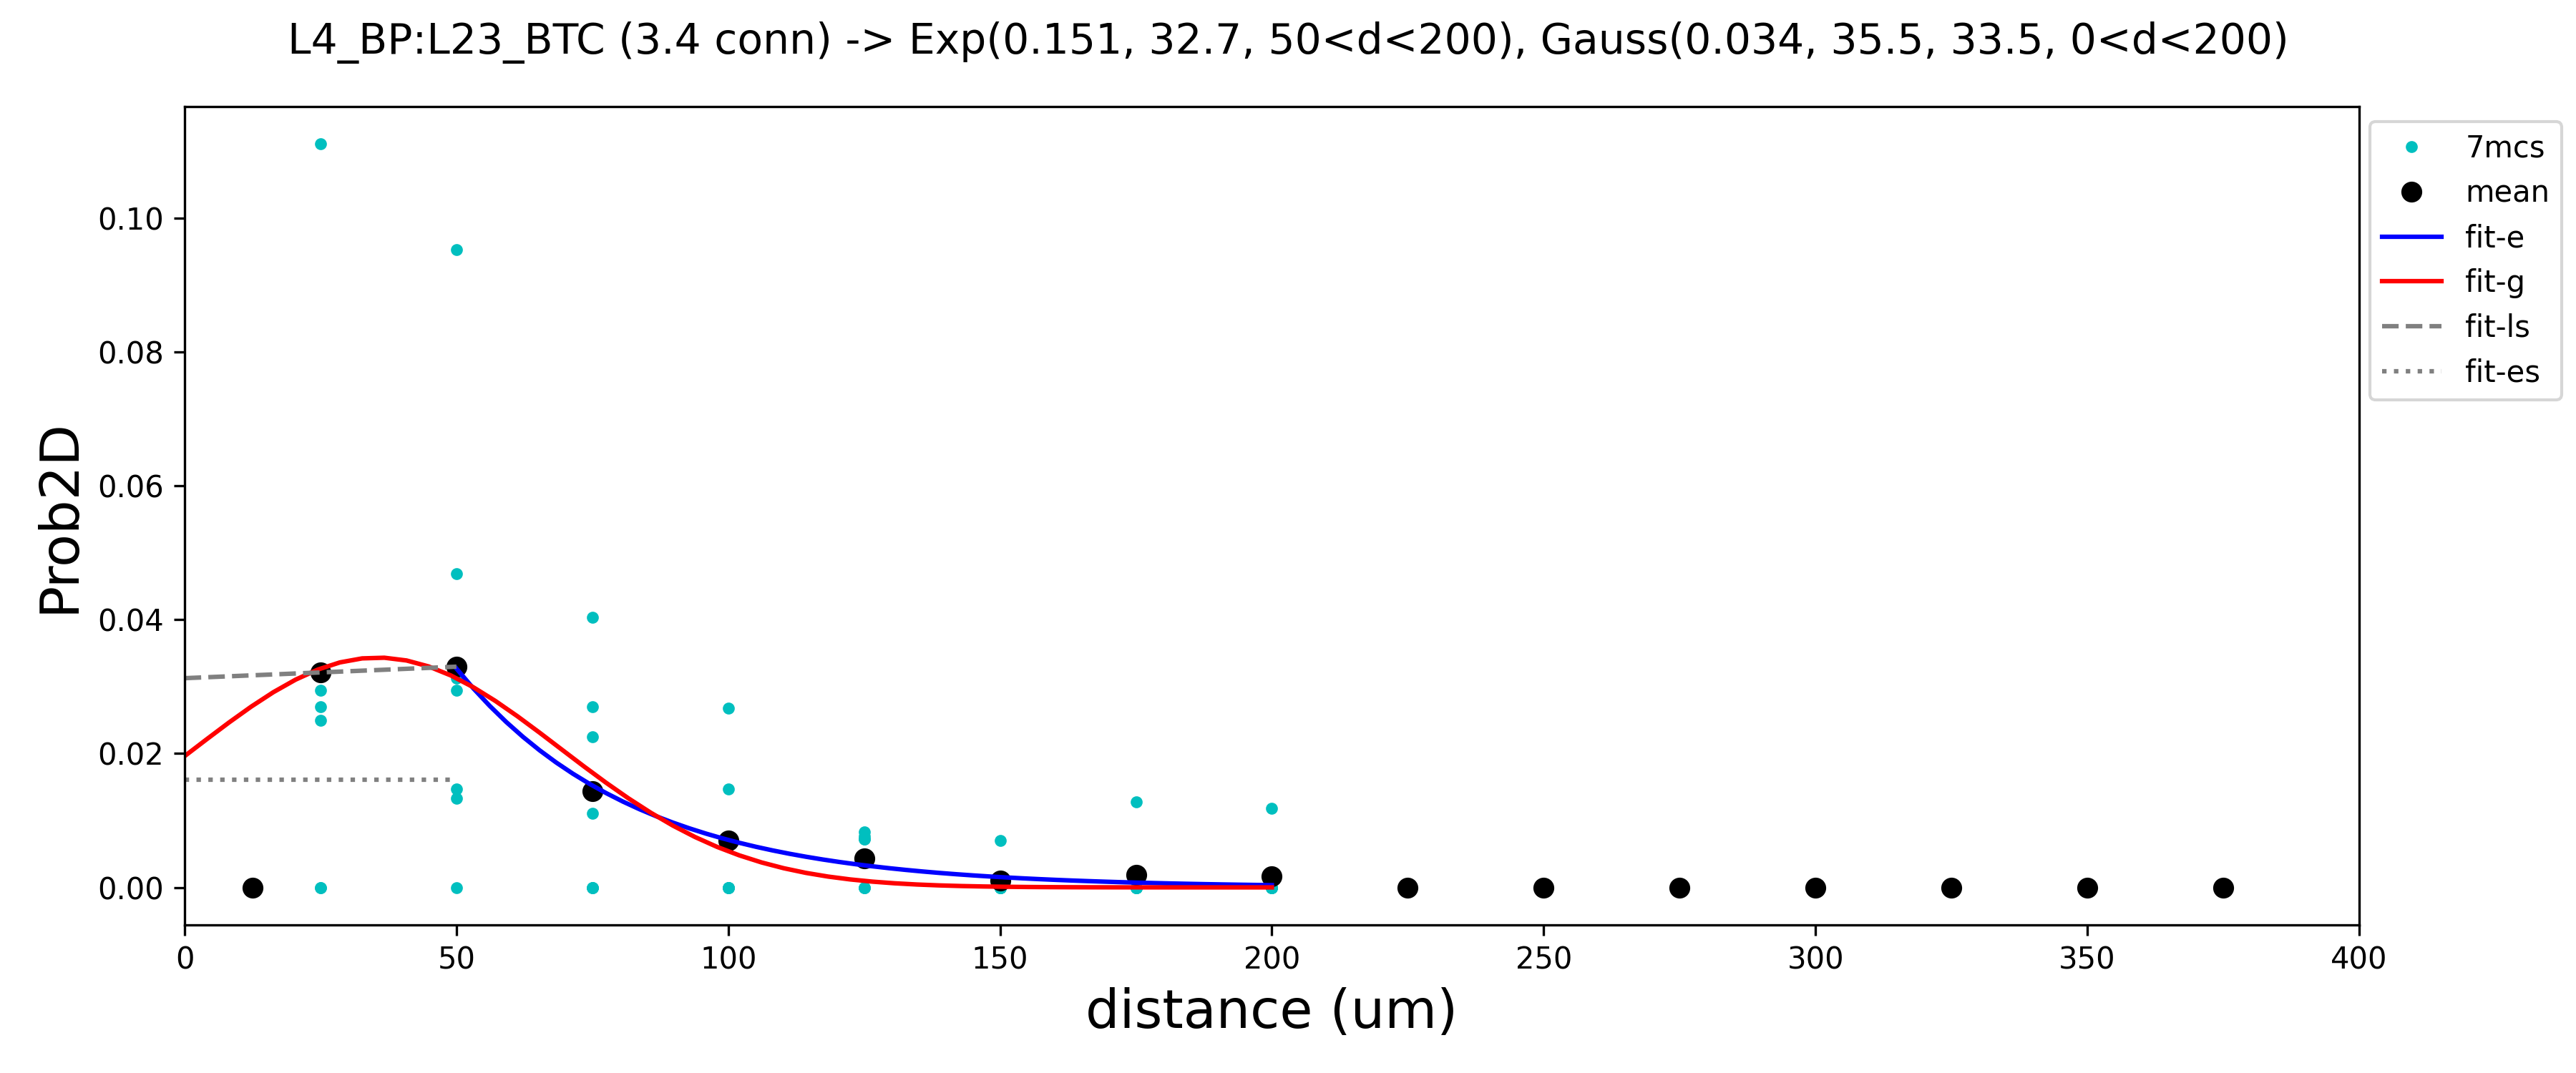 L4_BP:L23_BTC (3.4 conn) -> Exp(0.151, 32.7, 50<d<200), Gauss(0.034, 35.5, 33.5, 0<d<200)
7mcs
mean
fit-e
fit-g
fit-ls
fit-es
Prob2D
0.10
0.08
0.06
0.04
0.02
0.00
0 50 100 150 200 250 300 350 400
distance (um)